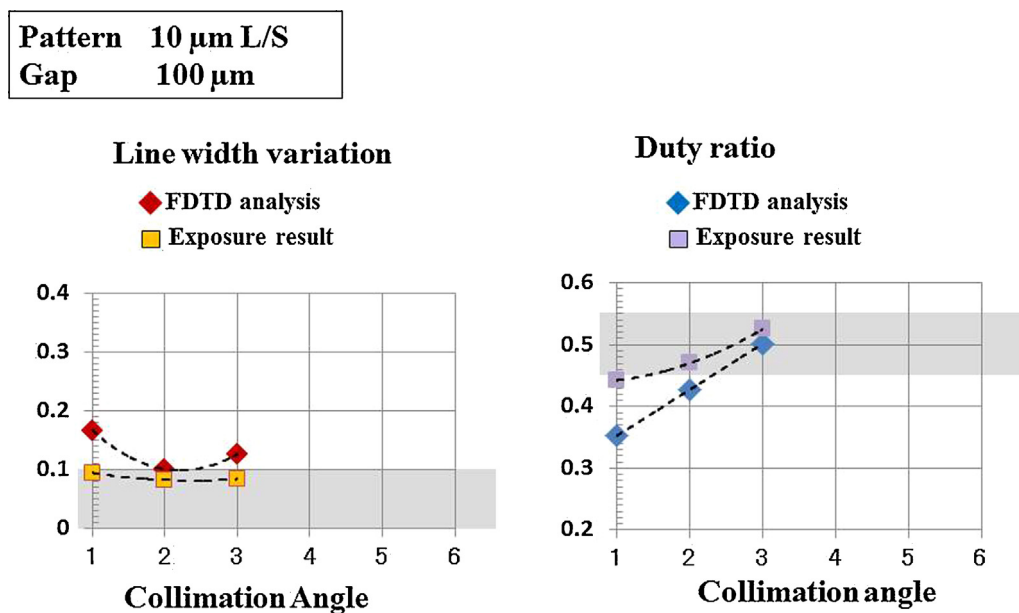 Pattern 10 µm L/S
Gap 100 µm
Line width variation
FDTD analysis
Exposure result
0.4
0.3
0.2
0.1
0
1 2 3 4 5 6
Collimation Angle
Duty ratio
FDTD analysis
Exposure result
0.6
0.5
0.4
0.3
0.2
1 2 3 4 5 6
Collimation angle